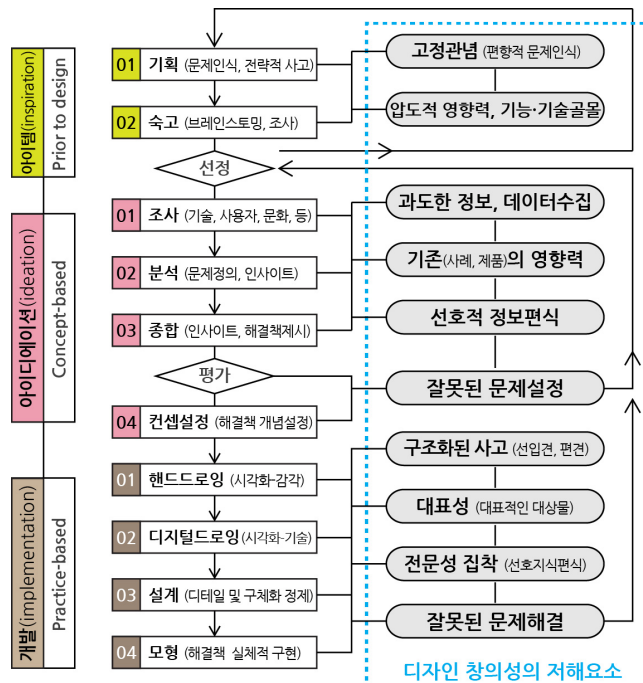 아이템(inspiration)
Prior to design
01 기획 (문제인식, 전략적 사고)
02 숙고 (브레인스토밍, 조사)
선정
고정관념 (편향적 문제인식)
압도적 영향력, 기능·기술골몰
아이디에이션(ideation)
Concept-based
01 조사 (기술, 사용자, 문화, 등)
02 분석 (문제정의, 인사이트)
03 종합 (인사이트, 해결책제시)
평가
04 컨셉설정 (해결책 개념설정)
과도한 정보, 데이터수집
기존(사례, 제품)의 영향력
선호적 정보편식
잘못된 문제설정
개발(implementation)
Practice-based
01 핸드드로잉 (시각화-감각)
02 디지털드로잉(시각화-기술)
03 설계 (디테일 및 구체화 정제)
04 모형 (해결책 실체적 구현)
구조화된 사고 (선입견, 편견)
대표성 (대표적인 대상물)
전문성 집착 (선호지식편식)
잘못된 문제해결
디자인 창의성의 저해요소